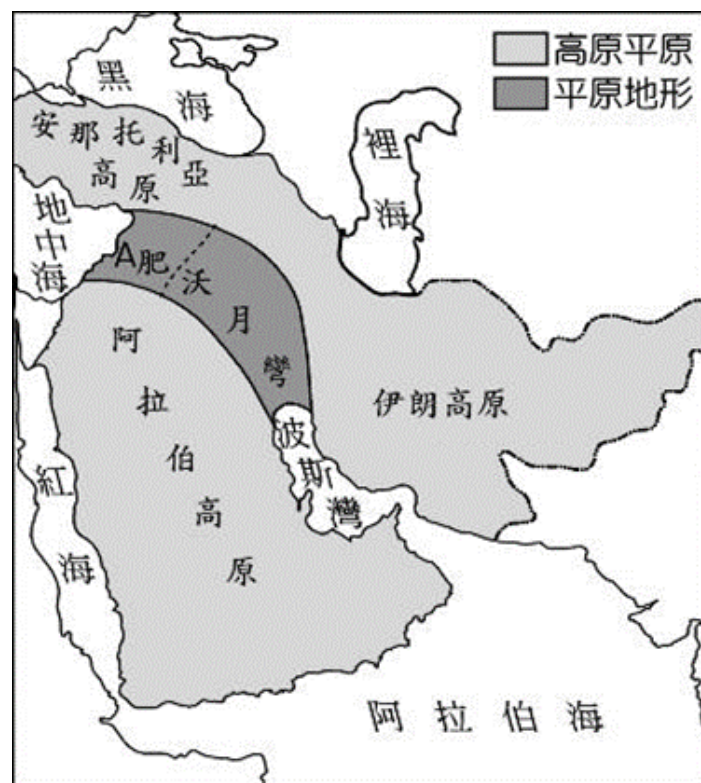 高原平原
平原地形
黑海
裡海
安那托利亞
高原
地中海
A
肥沃月彎
阿拉伯高原
伊朗高原
波斯灣
紅海
阿拉伯海